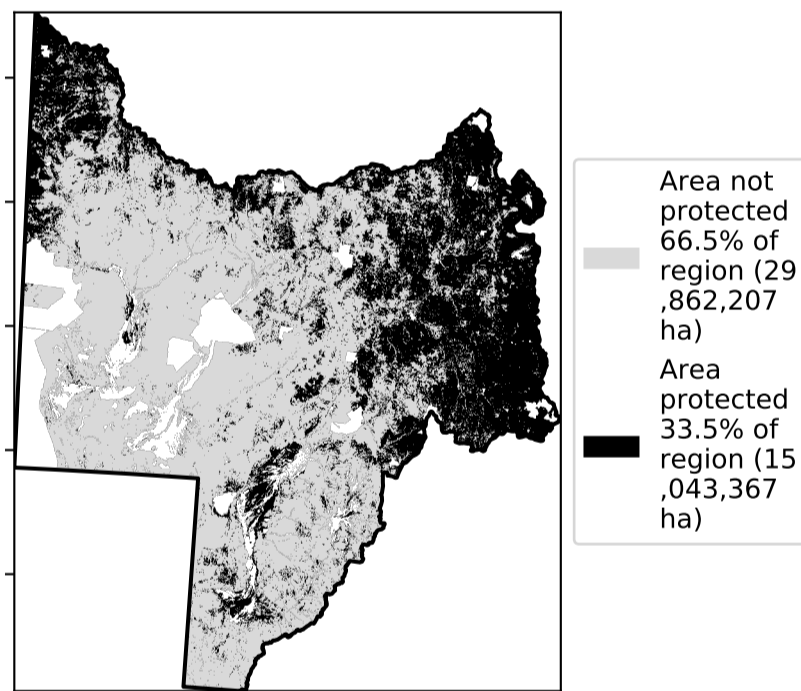 Area not
protected
66.5% of
region (29
,862,207
ha)
Area
protected
33.5% of
region (15
,043,367
ha)